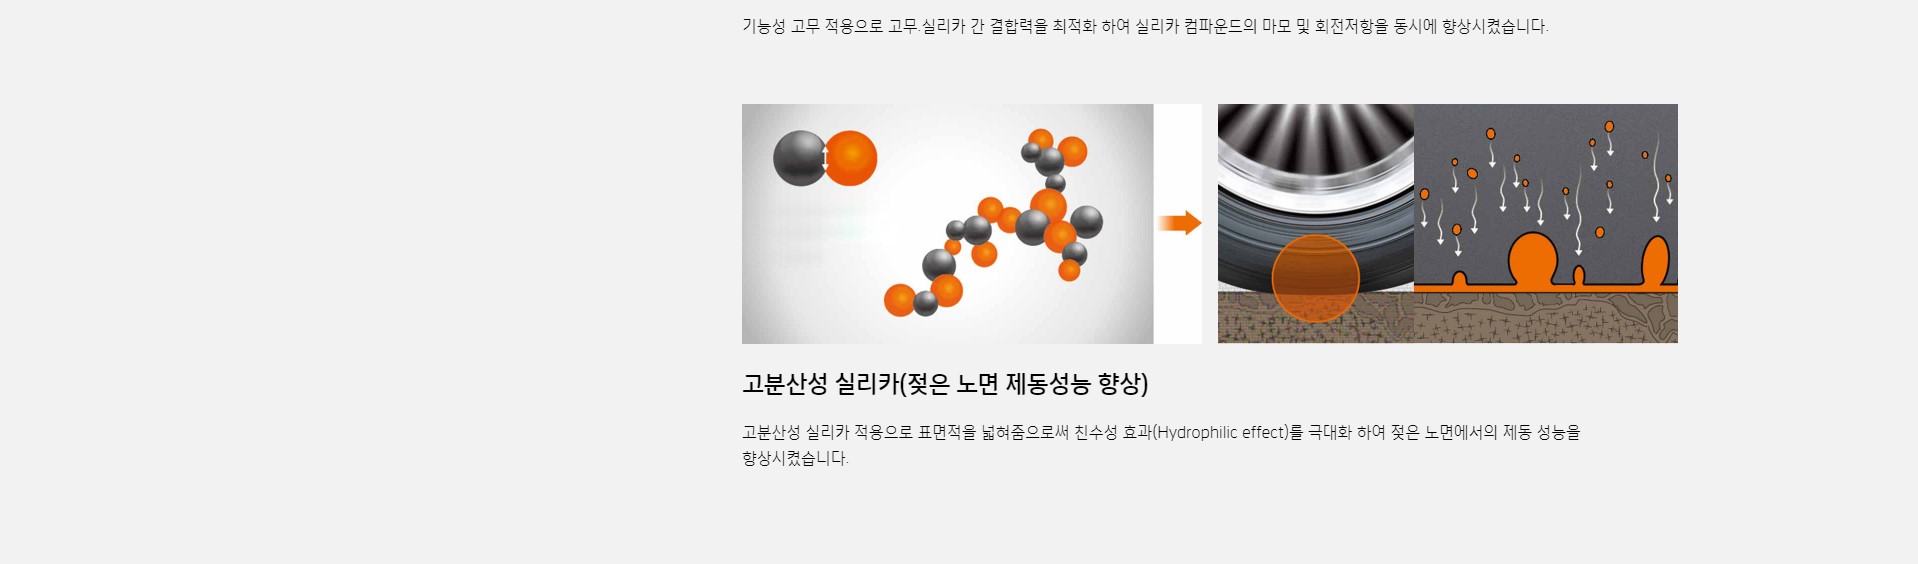 기능성 고무 적용으로 고무.실리카 간 결합력을 최적화 하여 실리카 컴파운드의 마모 및 회전저항을 동시에 향상시켰습니다.
고분산성 실리카(젖은 노면 제동성능 향상)
고분산성 실리카 적용으로 표면적을 넓혀줌으로써 친수성 효과(Hydrophilic effect)를 극대화 하여 젖은 노면에서의 제동 성능을
향상시켰습니다.